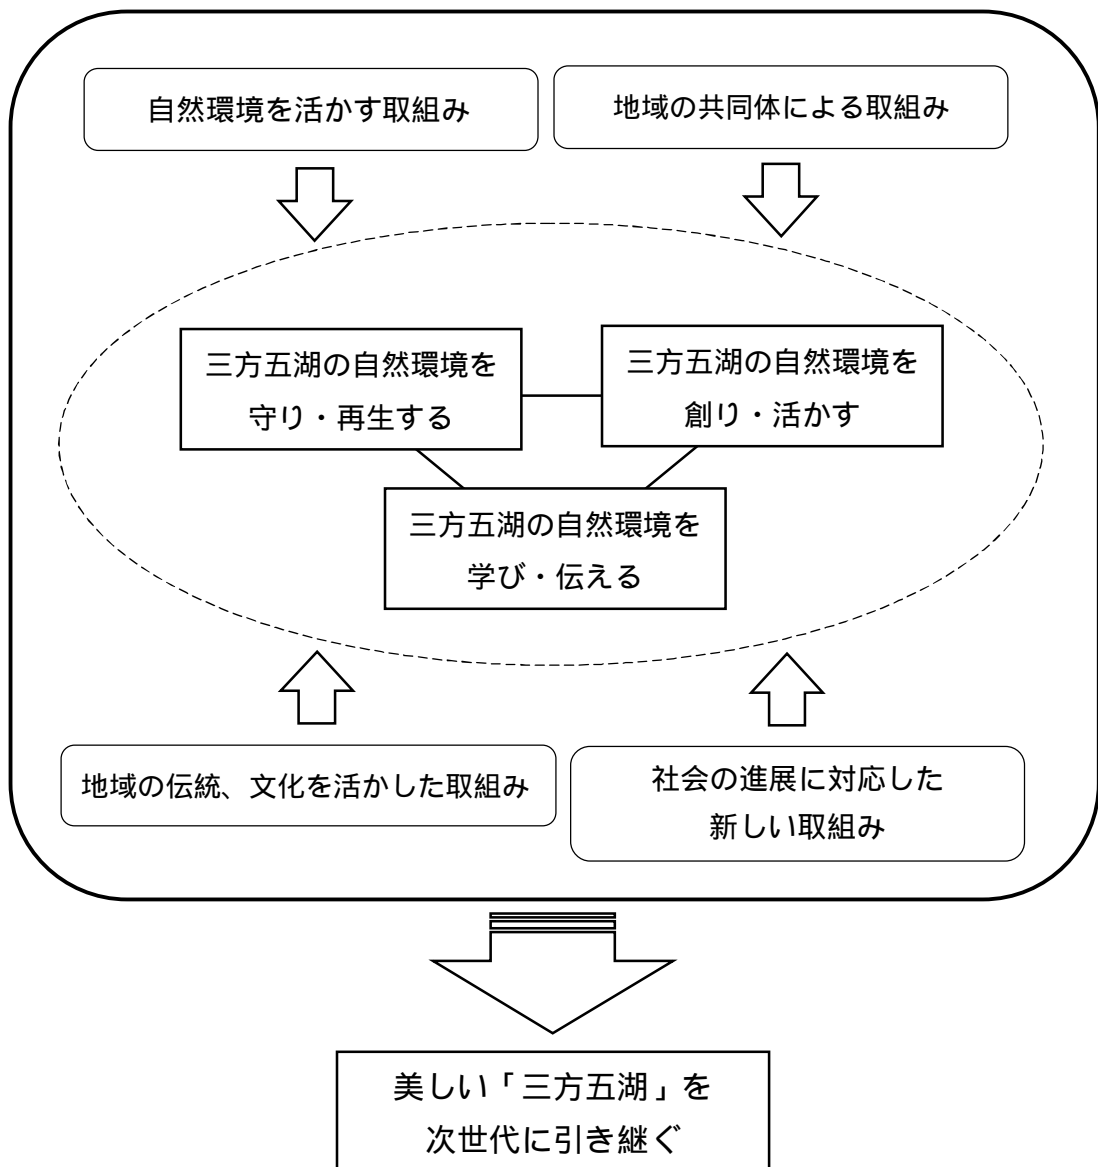 自然環境を活かす取組み
地域の共同体による取組み
三方五湖の自然環境を
守り・再生する
三方五湖の自然環境を
創り・活かす
三方五湖の自然環境を
学び・伝える
地域の伝統、文化を活かした取組み
社会の進展に対応した
新しい取組み
美しい「三方五湖」を
次世代に引き継ぐ